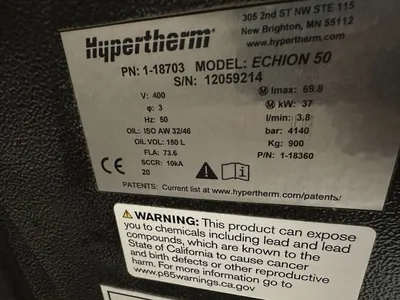 Hypertherm®
305 2nd ST NW STE 115
New Brighton, MN 55112
www.hypertherm.com
PN: 1-18703 MODEL: ECHION 50
S/N: 12059214
V: 400
φ: 3
Hz: 50
OIL: ISO AW 32/46
OIL VOL: 150 L
FLA: 73.6
SCCR: 10kA
20
Ⓜ Imax: 69.8
Ⓜ kW: 37
l/min: 3.8
bar: 4140
Kg: 900
P/N: 1-18360
CE
PATENTS: Current list at www.hypertherm.com/patents/
WARNING: This product can expose
you to chemicals including lead and lead
compounds, which are known to the
State of California to cause cancer
and birth defects or other reproductive
harm. For more information go to
www.p65warnings.ca.gov